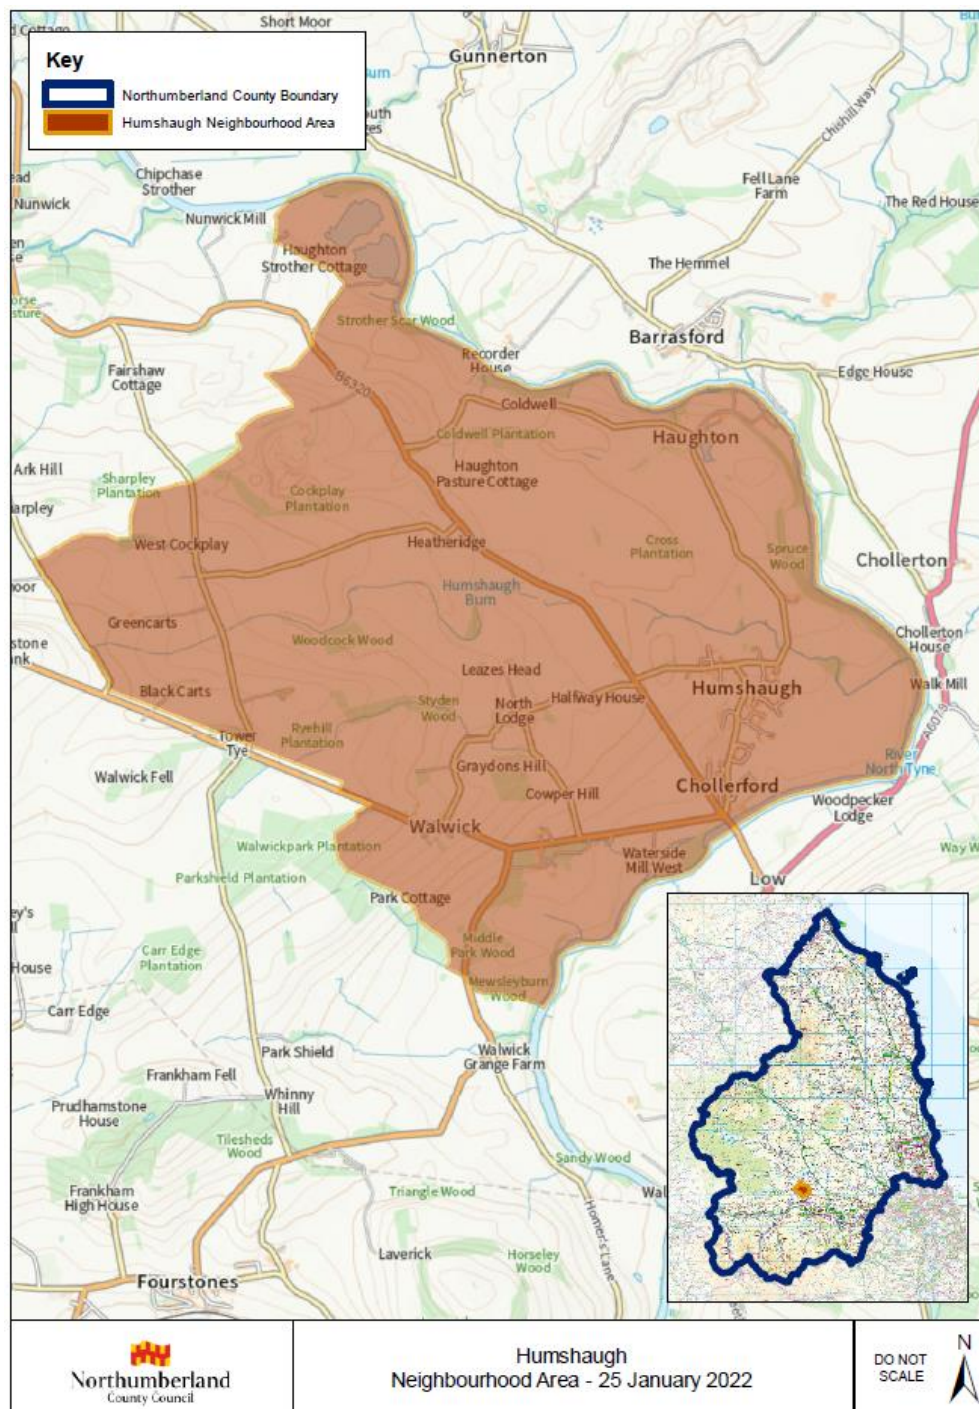 Short Moor
Gunnerton
Key
Northumberland County Boundary
Humshaugh Neighbourhood Area
Burn
Chishill Way
Chipchase
Strother
Nunwick
Nunwick Mill
Fell Lane
Farm
The Red House
Haughton
Strother Cottage
The Hemmel
Strother Scar Wood
Barrasford
Recorder
House
Fairshaw
Cottage
B6320
Edge House
Coldwell
Coldwell Plantation
Haughton
Ark Hill
Sharpley
Plantation
Haughton
Pasture Cottage
Cockplay
Plantation
West Cockplay
Heatheridge
Cross
Plantation
Spruce
Wood
Chollerton
Humshaugh
Burn
Greencarts
Woodcock Wood
Chollerton
House
Leazes Head
Black Carts
Styden
Wood
North
Lodge
Halfway House
Humshaugh
Walk Mill
A6079
Ryehill
Plantation
Tower
Tye
River
North Tyne
Walwick Fell
Graydons Hill
Chollerford
Cowper Hill
Woodpecker
Lodge
Walwick
Walwickpark Plantation
Waterside
Mill West
Parkshield Plantation
Low
Park Cottage
Carr Edge
Plantation
Middle
Park Wood
House
Mewsleyburn
Wood
Carr Edge
Park Shield
Walwick
Grange Farm
Frankham Fell
Prudhamstone
House
Whinny
Hill
Tilesheds
Wood
Sandy Wood
Frankham
High House
Triangle Wood
Homer's Lane
Laverick
Horseley
Wood
Fourstones
Northumberland
County Council
Humshaugh
Neighbourhood Area - 25 January 2022
DO NOT
SCALE
N